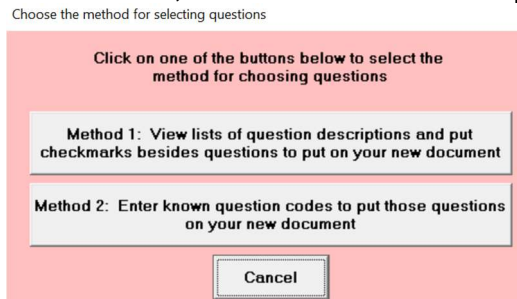 Choose the method for selecting questions
Click on one of the buttons below to select the
method for choosing questions
Method 1: View lists of question descriptions and put
checkmarks besides questions to put on your new document
Method 2: Enter known question codes to put those questions
on your new document
Cancel